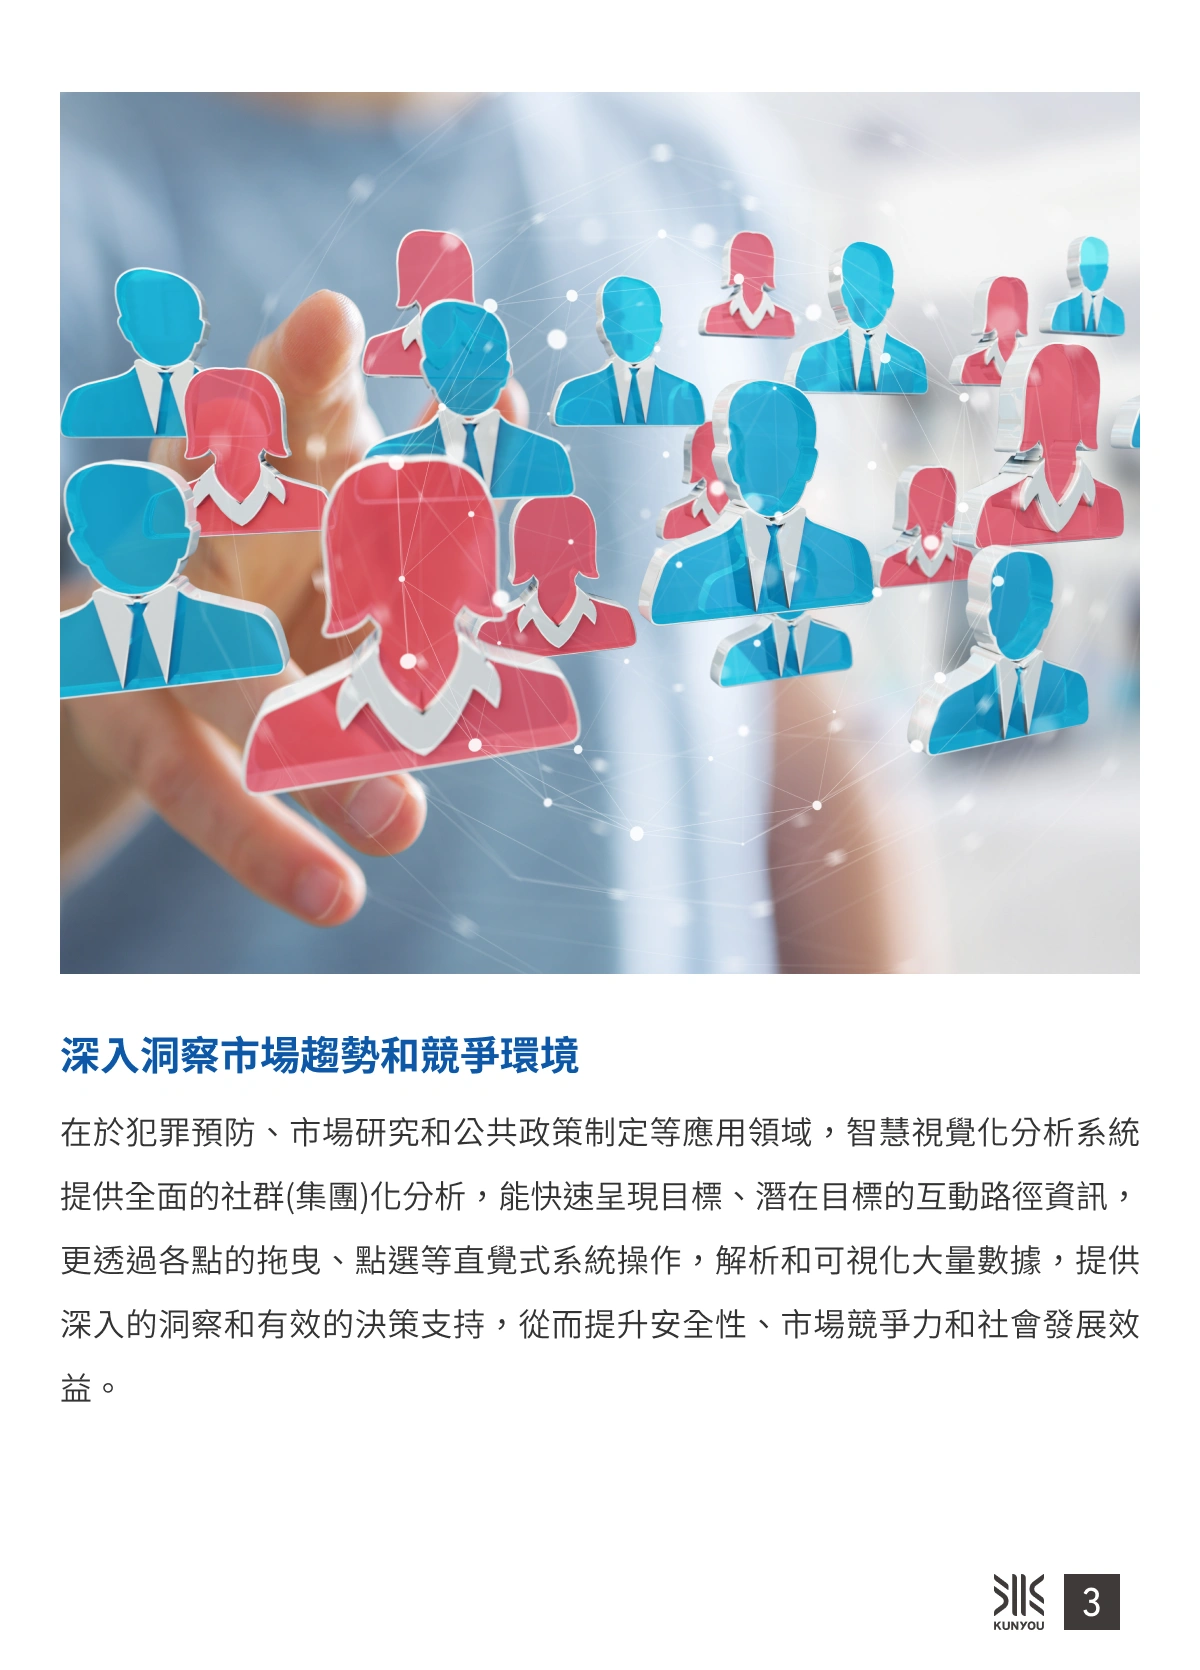 深入洞察市場趨勢和競爭環境
在於犯罪預防、市場研究和公共政策制定等應用領域，智慧視覺化分析系統
提供全面的社群(集團)化分析，能快速呈現目標、潛在目標的互動路徑資訊，
更透過各點的拖曳、點選等直覺式系統操作，解析和可視化大量數據，提供
深入的洞察和有效的決策支持，從而提升安全性、市場競爭力和社會發展效
益。
KUNYOU
3